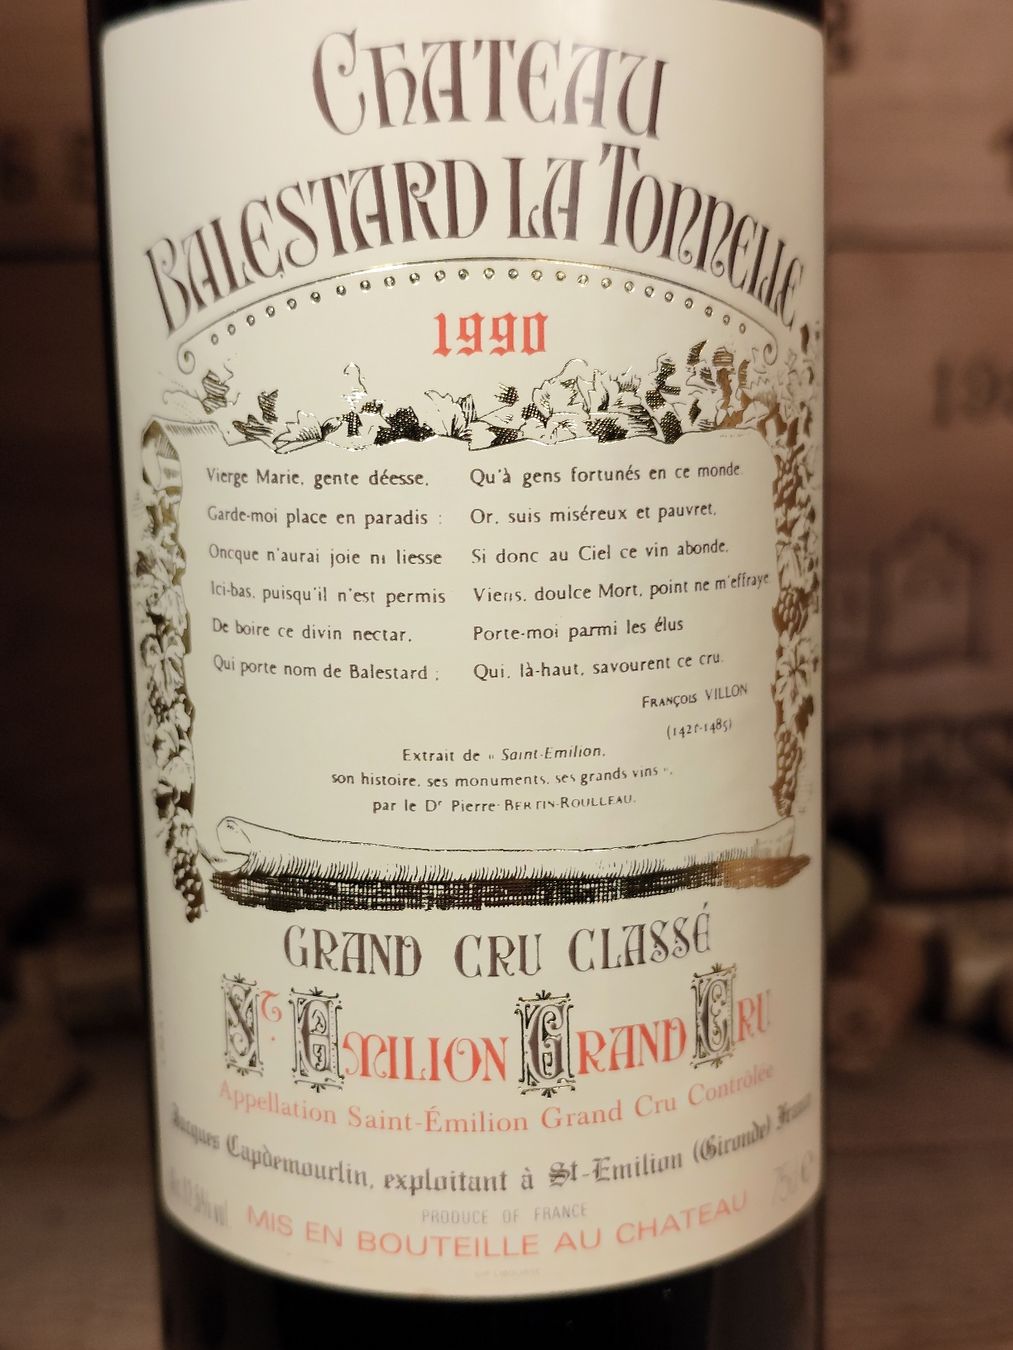 CHATEAU
BALESTARD LA TONNELLE
1990
Vierge Marie, gente déesse,
Garde-moi place en paradis :
Oncque n'aurai joie ni liesse
Ici-bas, puisqu'il n'est permis
De boire ce divin nectar,
Qui porte nom de Balestard ;
Qu'à gens fortunés en ce monde.
Or, suis miséreux et pauvret,
Si donc au Ciel ce vin abonde,
Viens, doulce Mort, point ne m'effraye
Porte-moi parmi les élus
Qui, là-haut, savourent ce cru.
FRANÇOIS VILLON
Extrait de « Saint-Emilion,
son histoire, ses monuments, ses grands vins »,
par le Dr Pierre BERTIN-ROULLEAU.
GRAND CRU CLASSÉ
ST. EMILION GRAND CRU
Appellation Saint-Émilion Grand Cru Contrôlée
Jacques Capdemourlin, exploitant à St-Emilion (Gironde) France
75cl
PRODUCE OF FRANCE
MIS EN BOUTEILLE AU CHATEAU